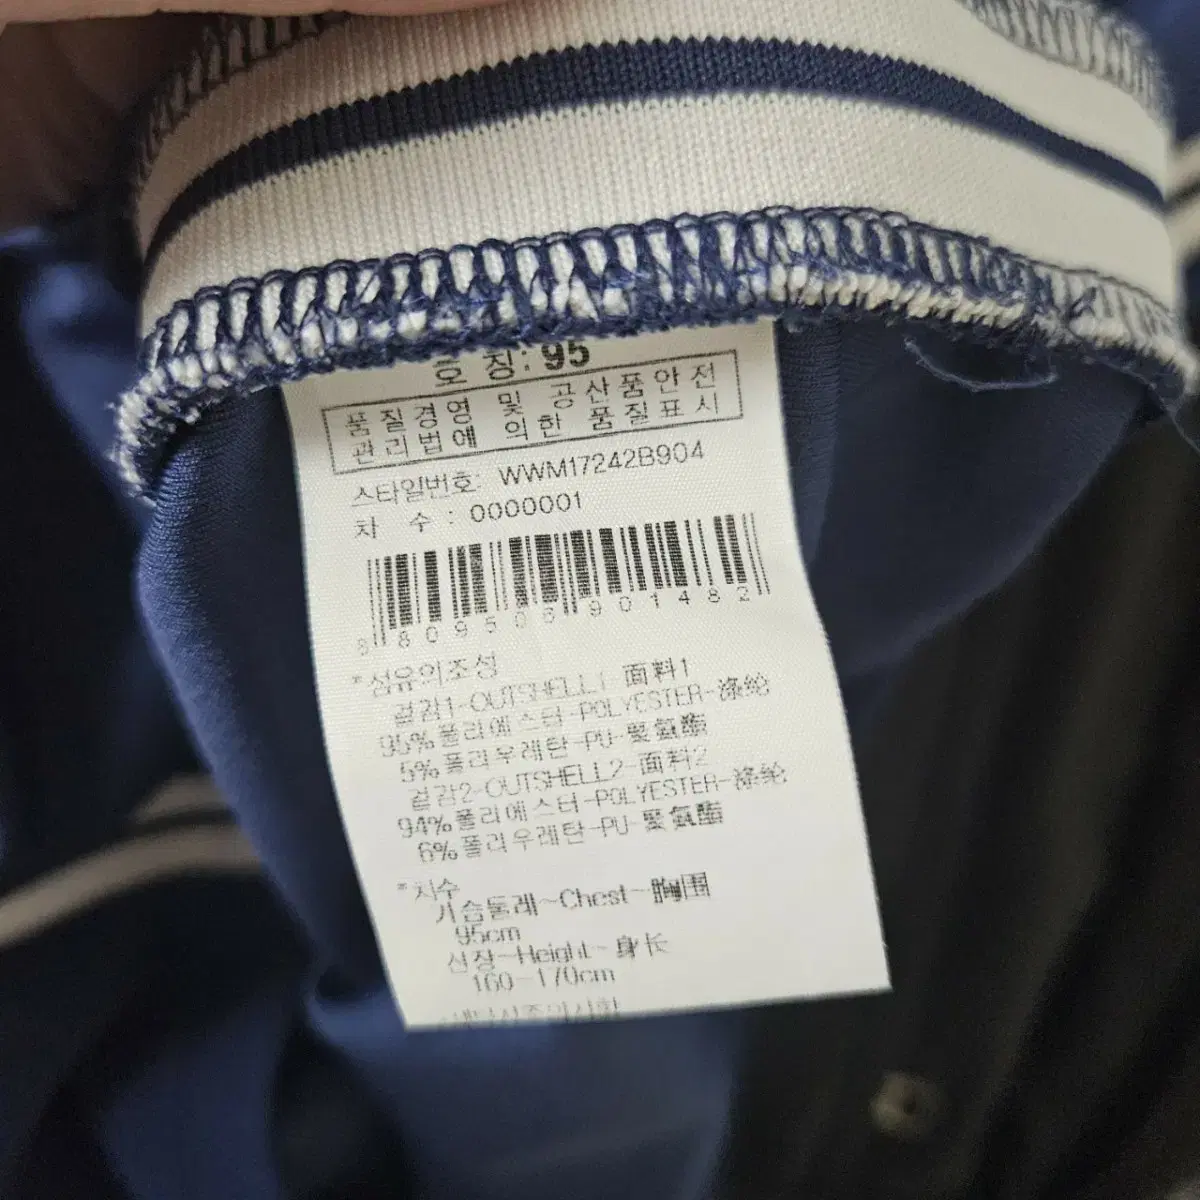 호 칭: 95
품질경영 및 공산품안전
관리법에 의한 품질표시
스타일번호: WWM17242B904
차 수 : 0000001
8 809506 901482
*섬유의조성
겉감1-OUTSHELL1-面料1
95%폴리에스터-POLYESTER-涤纶
5%폴리우레탄-PU-聚氨酯
겉감2-OUTSHELL2-面料2
94%폴리에스터-POLYESTER-涤纶
6%폴리우레탄-PU-聚氨酯
*치수
가슴둘레-Chest-胸围
95cm
신장-Height-身长
160-170cm